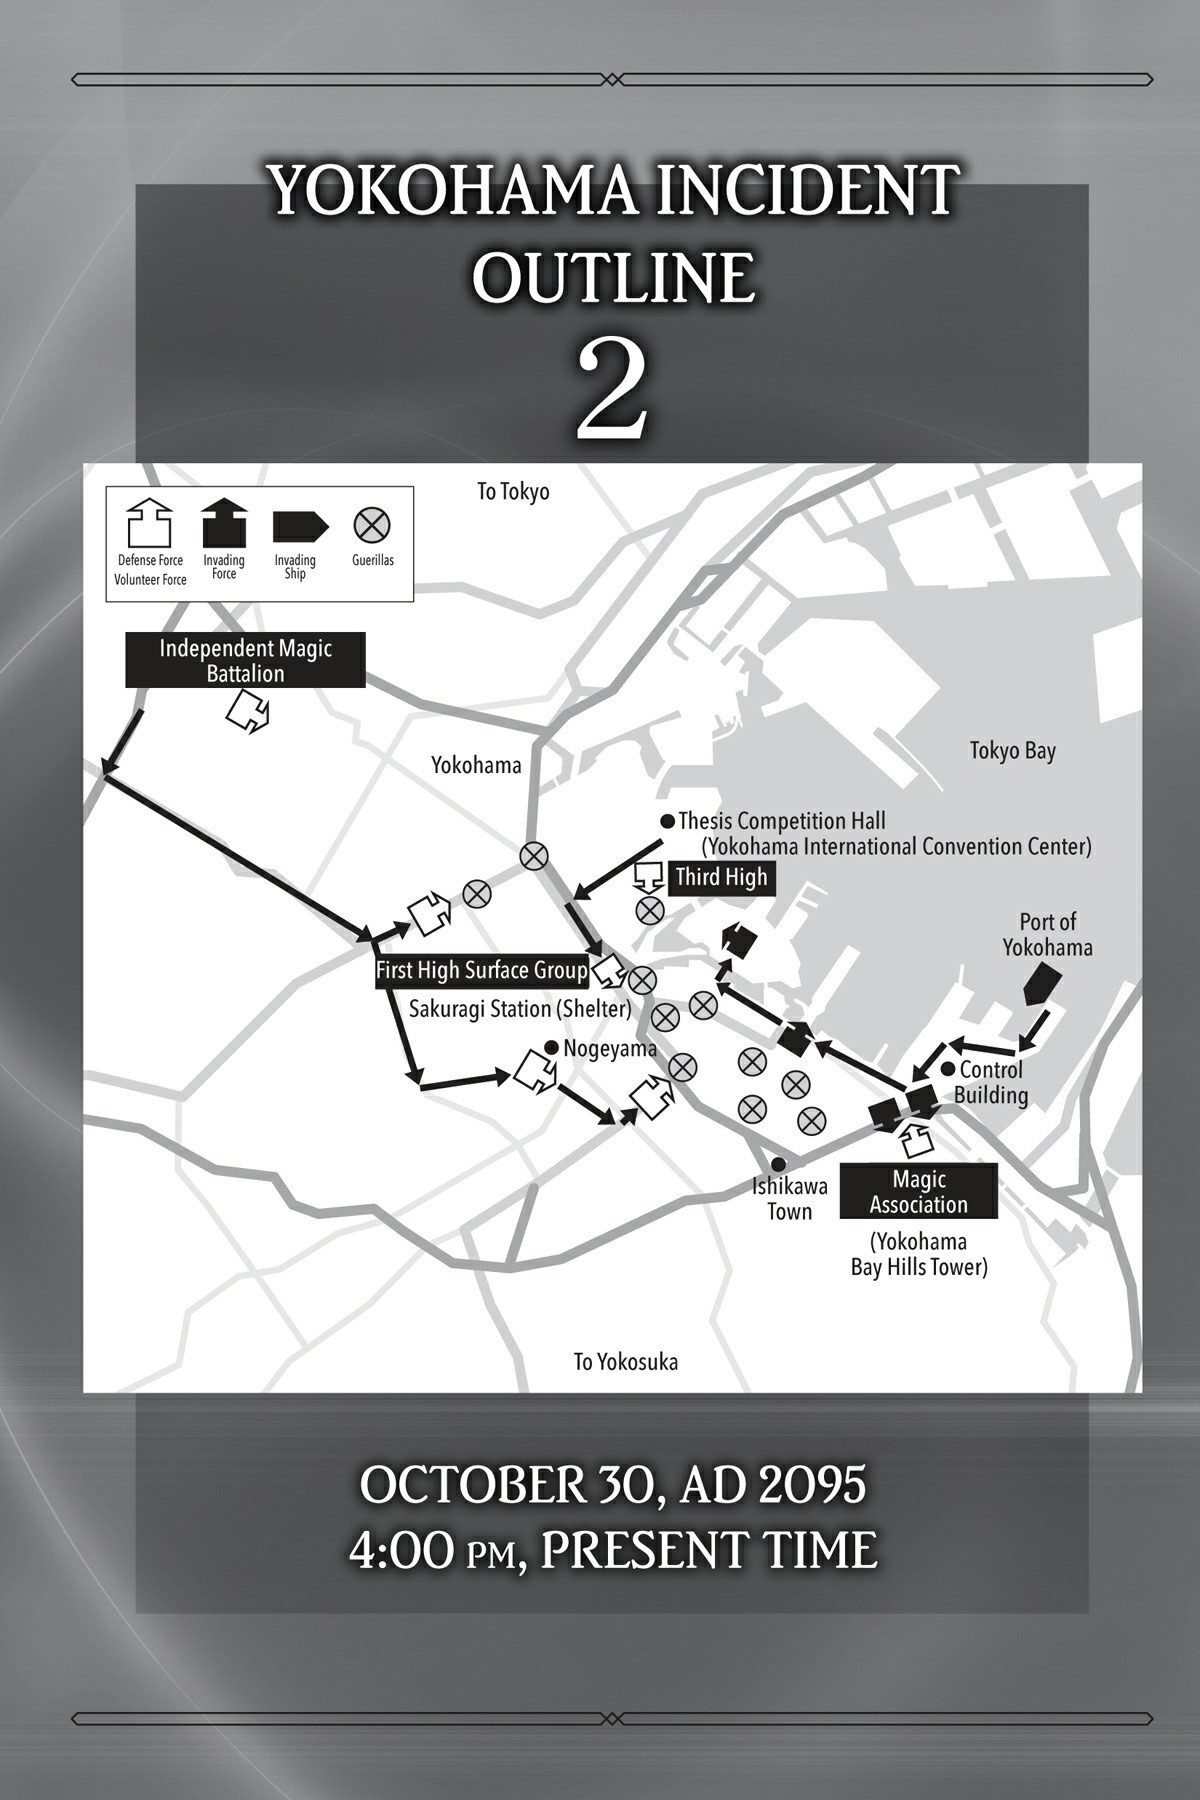 YOKOHAMA INCIDENT
OUTLINE
2
To Tokyo
Defense Force
Volunteer Force
Invading
Force
Invading
Ship
Guerillas
Independent Magic
Battalion
Yokohama
Tokyo Bay
Thesis Competition Hall
(Yokohama International Convention Center)
Third High
Port of
Yokohama
First High Surface Group
Sakuragi Station (Shelter)
Nogeyama
Control
Building
Ishikawa
Town
Magic
Association
(Yokohama
Bay Hills Tower)
To Yokosuka
OCTOBER 30, AD 2095
4:00 PM, PRESENT TIME